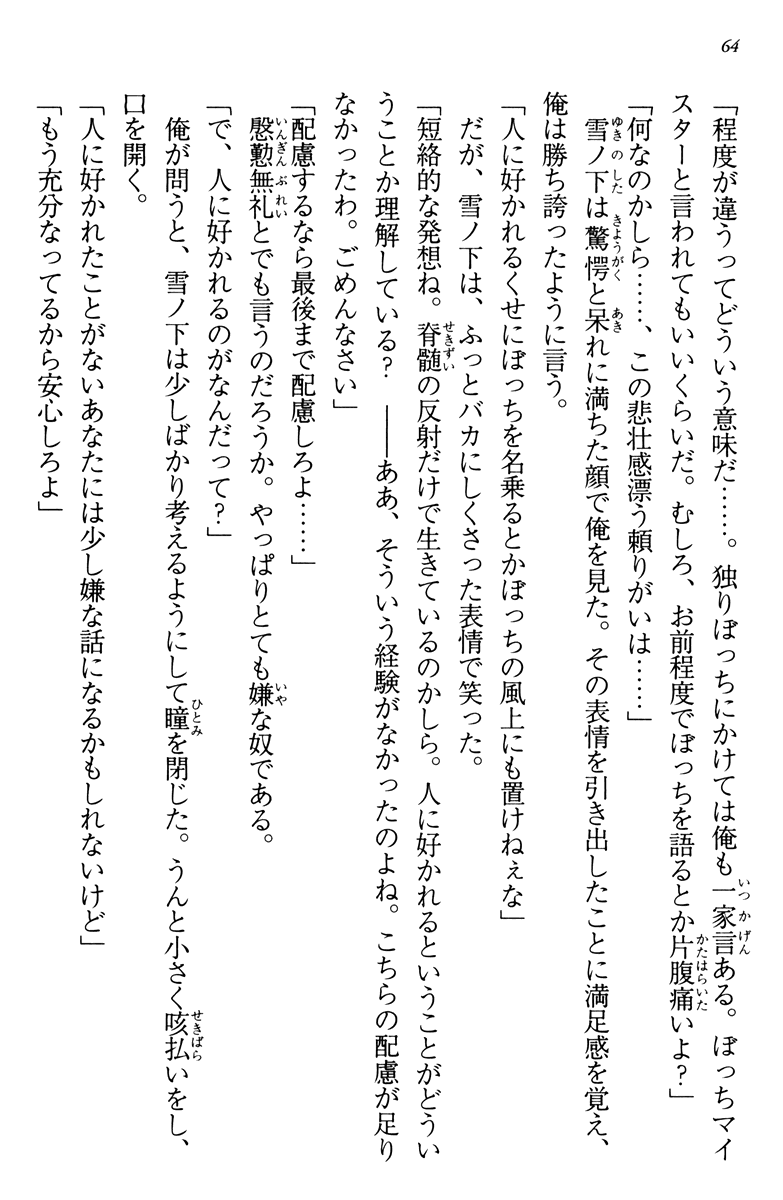 64
「程度が違うってどういう意味だ……。独りぼっちにかけては俺も一家言ある。ぼっちマイ
スターと言われてもいいくらいだ。むしろ、お前程度でぼっちを語るとか片腹痛いよ？」
「何なのかしら……、この悲壮感漂う頼りがいは……」
　雪ノ下は驚愕と呆れに満ちた顔で俺を見た。その表情を引き出したことに満足感を覚え、
俺は勝ち誇ったように言う。
「人に好かれるくせにぼっちを名乗るとかぼっちの風上にも置けねぇな」
　だが、雪ノ下は、ふっとバカにしくさった表情で笑った。
「短絡的な発想ね。脊髄の反射だけで生きているのかしら。人に好かれるということがどうい
うことか理解している？　――ああ、そういう経験がなかったのよね。こちらの配慮が足り
なかったわ。ごめんなさい」
「配慮するなら最後まで配慮しろよ……」
　慇懃無礼とでも言うのだろうか。やっぱりとても嫌な奴である。
「で、人に好かれるのがなんだって？」
　俺が問うと、雪ノ下は少しばかり考えるようにして瞳を閉じた。うんと小さく咳払いをし、
口を開く。
「人に好かれたことがないあなたには少し嫌な話になるかもしれないけど」
「もう充分なってるから安心しろよ」